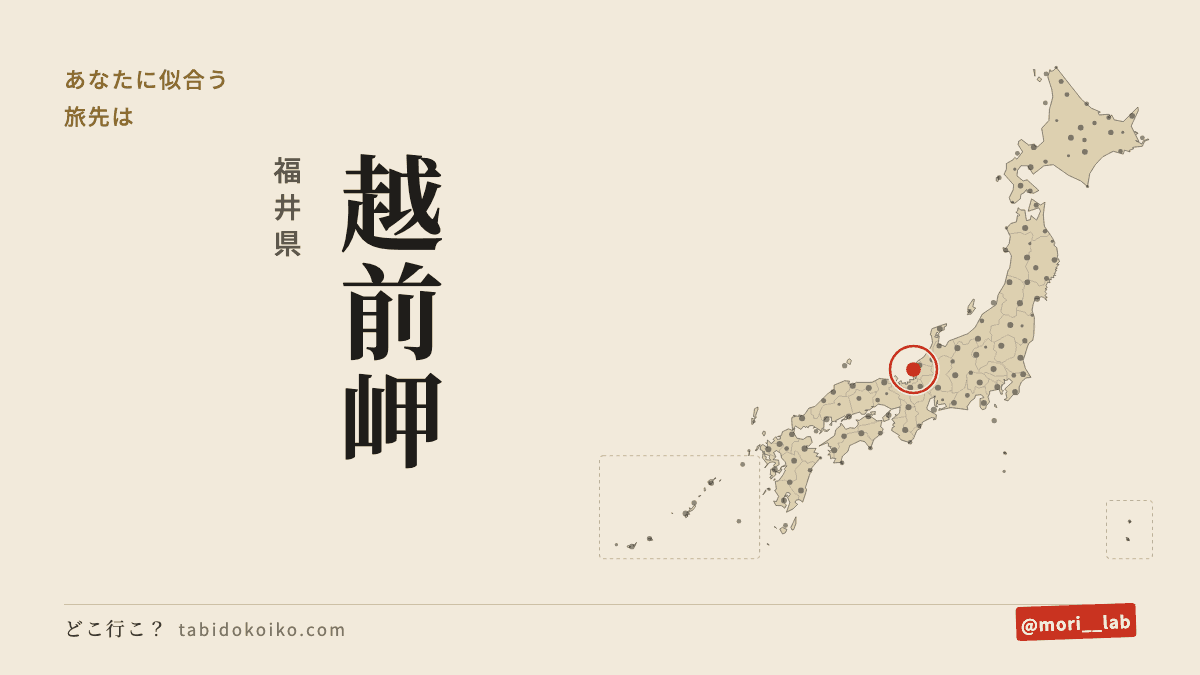 あなたに似合う
旅先は
越前岬
福井県
どこ行こ？ tabidokoiko.com
@mori__lab